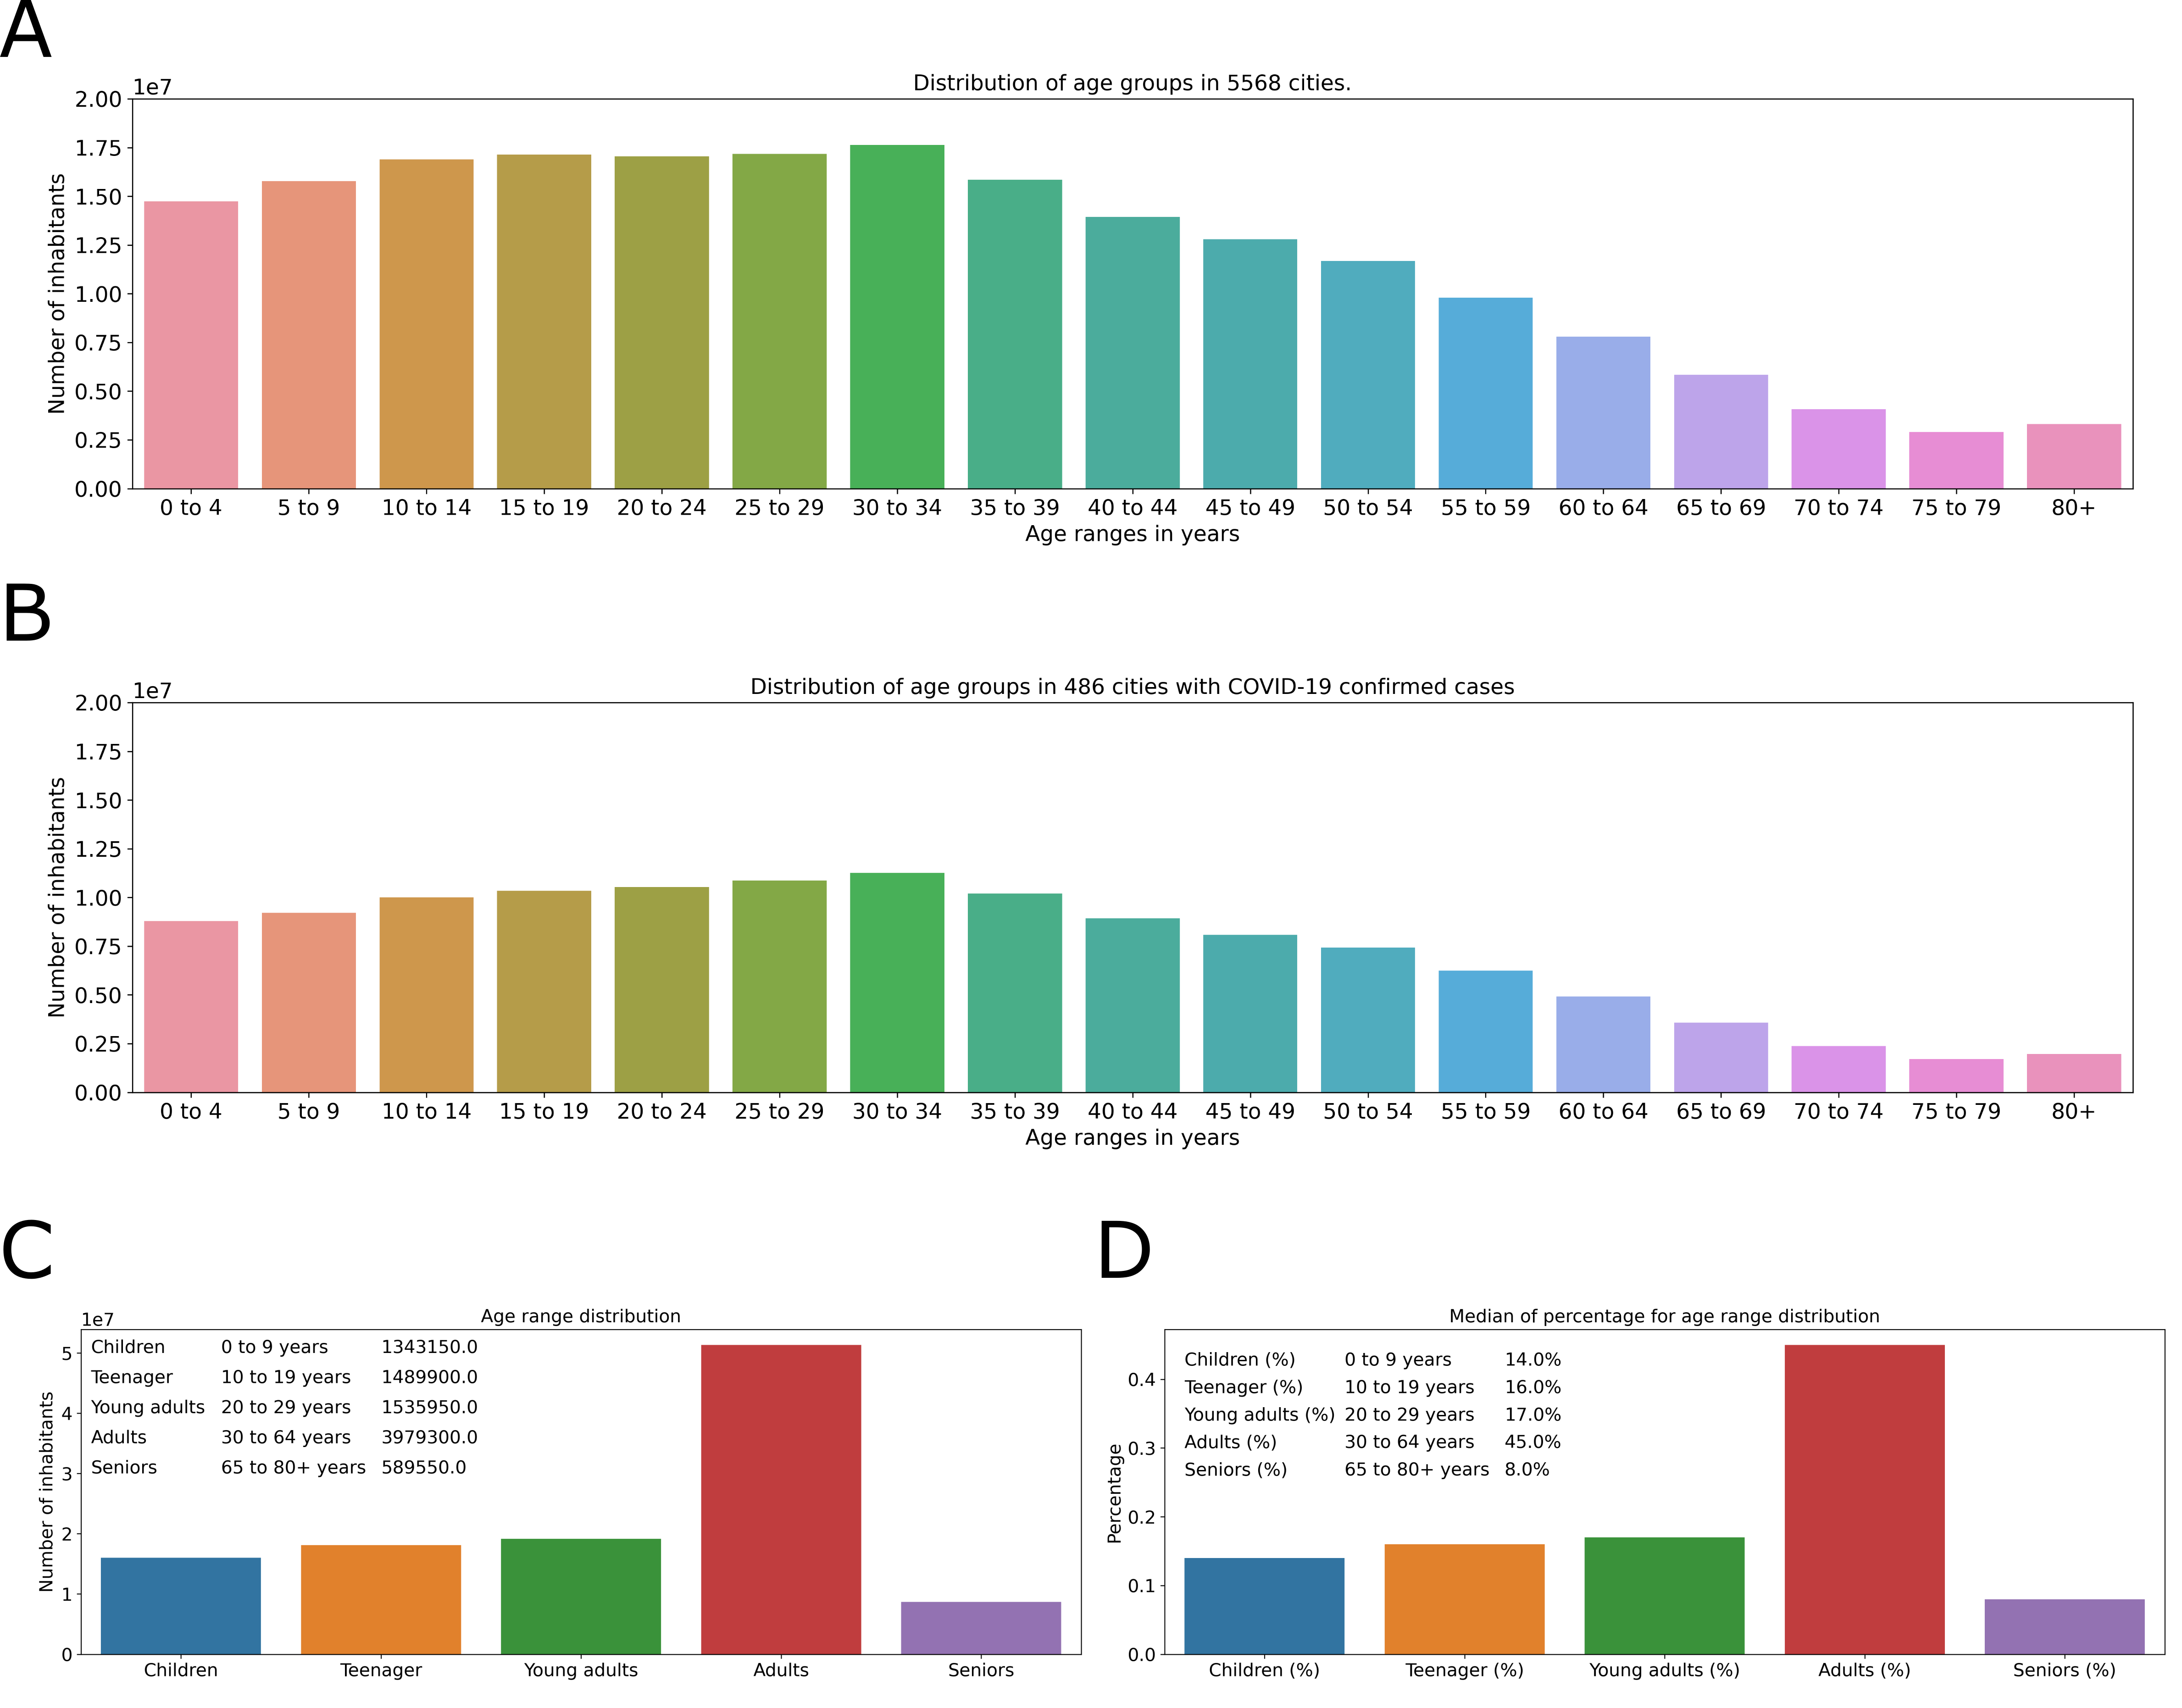 A
1e7
Distribution of age groups in 5568 cities.
2.00
1.75
1.50
1.25
1.00
0.75
0.50
0.25
0.00
Number of inhabitants
0 to 4 5 to 9 10 to 14 15 to 19 20 to 24 25 to 29 30 to 34 35 to 39 40 to 44 45 to 49 50 to 54 55 to 59 60 to 64 65 to 69 70 to 74 75 to 79 80+
Age ranges in years
B
1e7
Distribution of age groups in 486 cities with COVID-19 confirmed cases
2.00
1.75
1.50
1.25
1.00
0.75
0.50
0.25
0.00
Number of inhabitants
0 to 4 5 to 9 10 to 14 15 to 19 20 to 24 25 to 29 30 to 34 35 to 39 40 to 44 45 to 49 50 to 54 55 to 59 60 to 64 65 to 69 70 to 74 75 to 79 80+
Age ranges in years
C
1e7
Age range distribution
Children 0 to 9 years 1343150.0
Teenager 10 to 19 years 1489900.0
Young adults 20 to 29 years 1535950.0
Adults 30 to 64 years 3979300.0
Seniors 65 to 80+ years 589550.0
5
4
3
2
1
0
Number of inhabitants
Children Teenager Young adults Adults Seniors
D
Median of percentage for age range distribution
Children (%) 0 to 9 years 14.0%
Teenager (%) 10 to 19 years 16.0%
Young adults (%) 20 to 29 years 17.0%
Adults (%) 30 to 64 years 45.0%
Seniors (%) 65 to 80+ years 8.0%
0.4
0.3
0.2
0.1
0.0
Percentage
Children (%) Teenager (%) Young adults (%) Adults (%) Seniors (%)